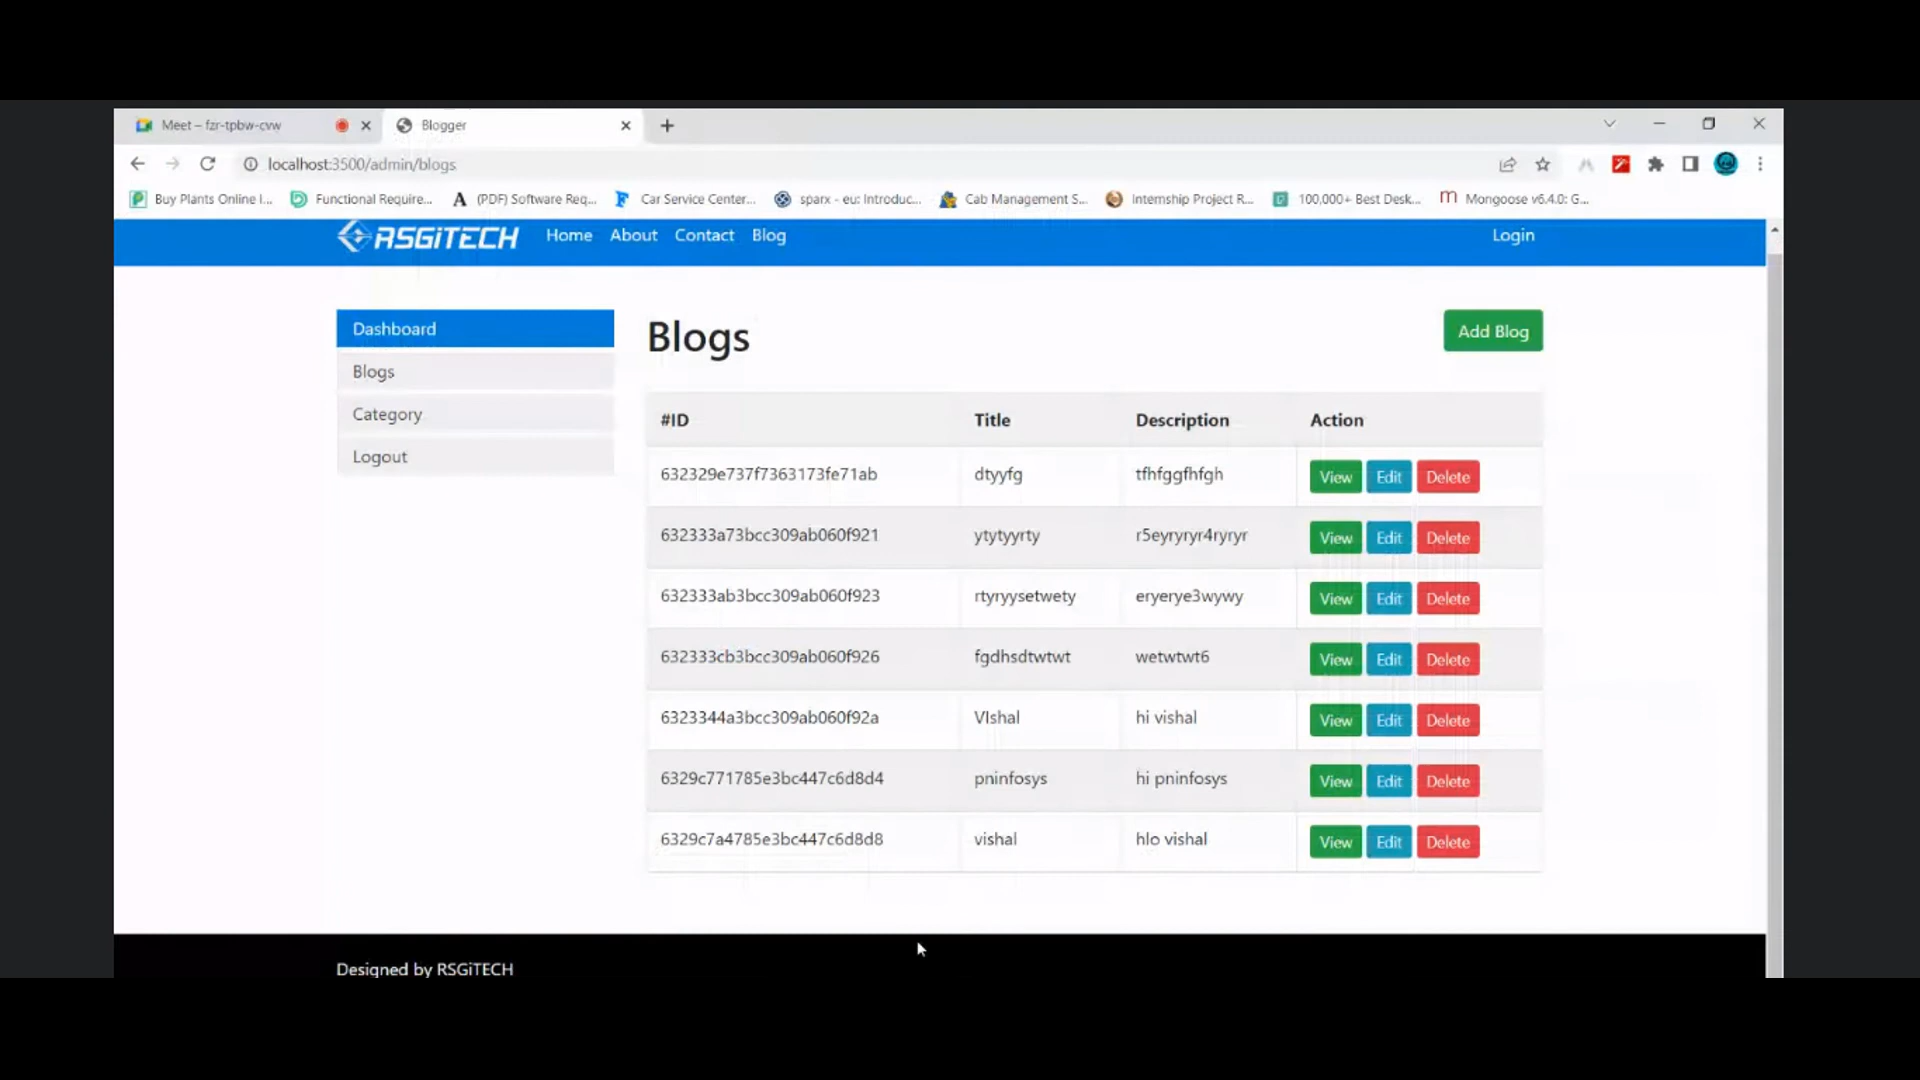 Meet – fzr-tpbw-cvw
Blogger
localhost:3500/admin/blogs
Buy Plants Online I... Functional Require... (PDF) Software Req... Car Service Center... sparx - eu: Introduc... Cab Management S... Internship Project R... 100,000+ Best Desk... Mongoose v6.4.0: G...
RSGiTECH Home About Contact Blog Login
Dashboard
Blogs
Category
Logout
Blogs
Add Blog
#ID Title Description Action
632329e737f7363173fe71ab dtyyfg tfhfggfhfgh View Edit Delete
632333a73bcc309ab060f921 ytytyyrty r5eyryryr4ryryr View Edit Delete
632333ab3bcc309ab060f923 rtyryysetwety eryerye3wywy View Edit Delete
632333cb3bcc309ab060f926 fgdhsdtwtwt wetwtwt6 View Edit Delete
6323344a3bcc309ab060f92a VIshal hi vishal View Edit Delete
6329c771785e3bc447c6d8d4 pninfosys hi pninfosys View Edit Delete
6329c7a4785e3bc447c6d8d8 vishal hlo vishal View Edit Delete
Designed by RSGiTECH